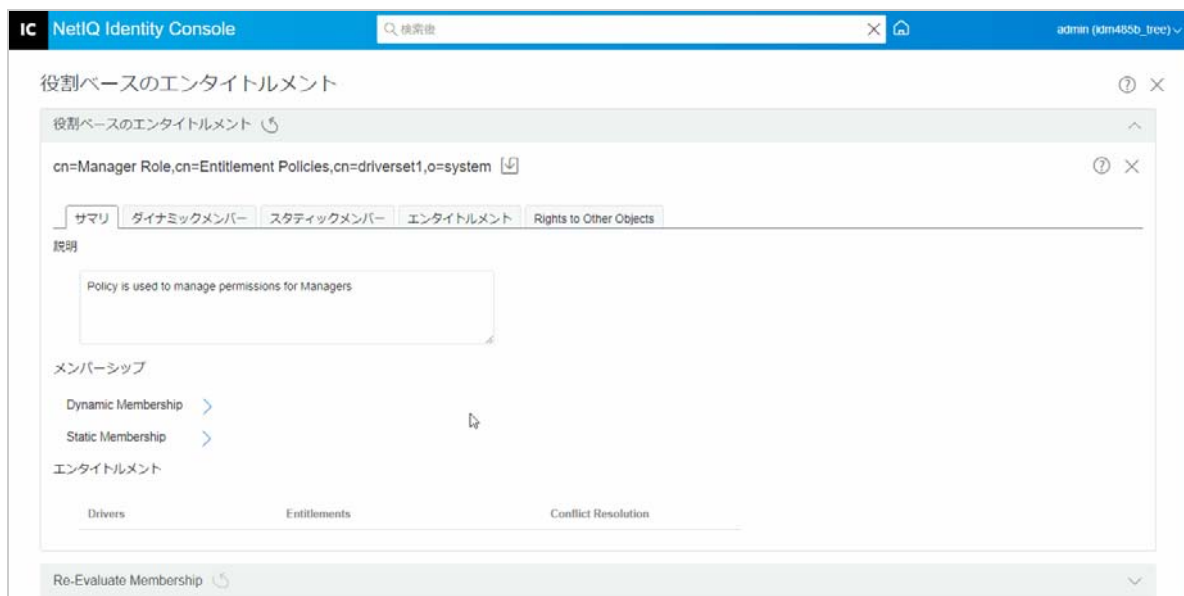 IC NetIQ Identity Console 検索後 admin (idm485b_tree)
役割ベースのエンタイトルメント
役割ベースのエンタイトルメント
cn=Manager Role,cn=Entitlement Policies,cn=driverset1,o=system
サマリ ダイナミックメンバー スタティックメンバー エンタイトルメント Rights to Other Objects
説明
Policy is used to manage permissions for Managers
メンバーシップ
Dynamic Membership
Static Membership
エンタイトルメント
Drivers Entitlements Conflict Resolution
Re-Evaluate Membership